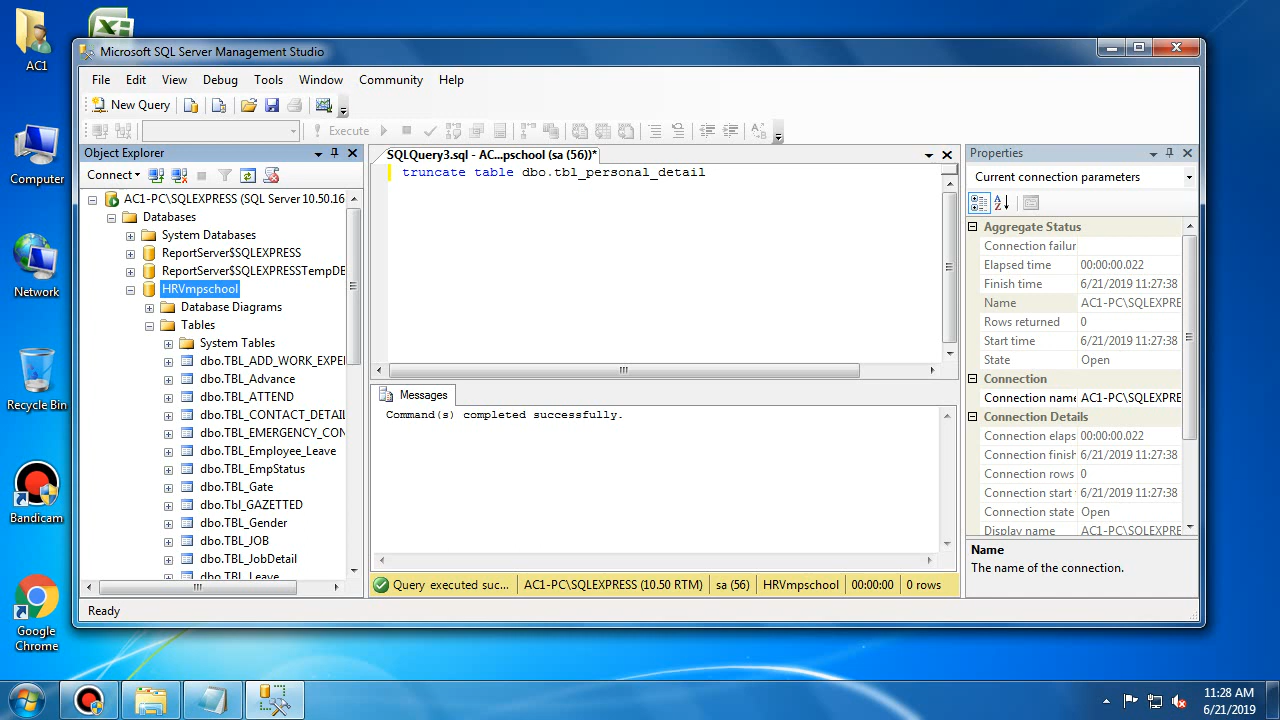 AC1
Computer
Network
Recycle Bin
Bandicam
Google
Chrome
Microsoft SQL Server Management Studio
File Edit View Debug Tools Window Community Help
New Query
Execute
Object Explorer
Connect
AC1-PC\SQLEXPRESS (SQL Server 10.50.16
Databases
System Databases
ReportServer$SQLEXPRESS
ReportServer$SQLEXPRESSTempDE
HRVmpschool
Database Diagrams
Tables
System Tables
dbo.TBL_ADD_WORK_EXPEI
dbo.TBL_Advance
dbo.TBL_ATTEND
dbo.TBL_CONTACT_DETAIL
dbo.TBL_EMERGENCY_CON
dbo.TBL_Employee_Leave
dbo.TBL_EmpStatus
dbo.TBL_Gate
dbo.Tbl_GAZETTED
dbo.TBL_Gender
dbo.TBL_JOB
dbo.TBL_JobDetail
dbo.TBL_Leave
SQLQuery3.sql - AC...pschool (sa (56))*
truncate table dbo.tbl_personal_detail
Messages
Command(s) completed successfully.
Query executed suc... AC1-PC\SQLEXPRESS (10.50 RTM) sa (56) HRVmpschool 00:00:00 0 rows
Properties
Current connection parameters
Aggregate Status
Connection failur
Elapsed time 00:00:00.022
Finish time 6/21/2019 11:27:38
Name AC1-PC\SQLEXPRE
Rows returned 0
Start time 6/21/2019 11:27:38
State Open
Connection
Connection name AC1-PC\SQLEXPRE
Connection Details
Connection elaps 00:00:00.022
Connection finish 6/21/2019 11:27:38
Connection rows 0
Connection start 6/21/2019 11:27:38
Connection state Open
Display name AC1-PC\SQLEXPRE
Name
The name of the connection.
Ready
11:28 AM
6/21/2019